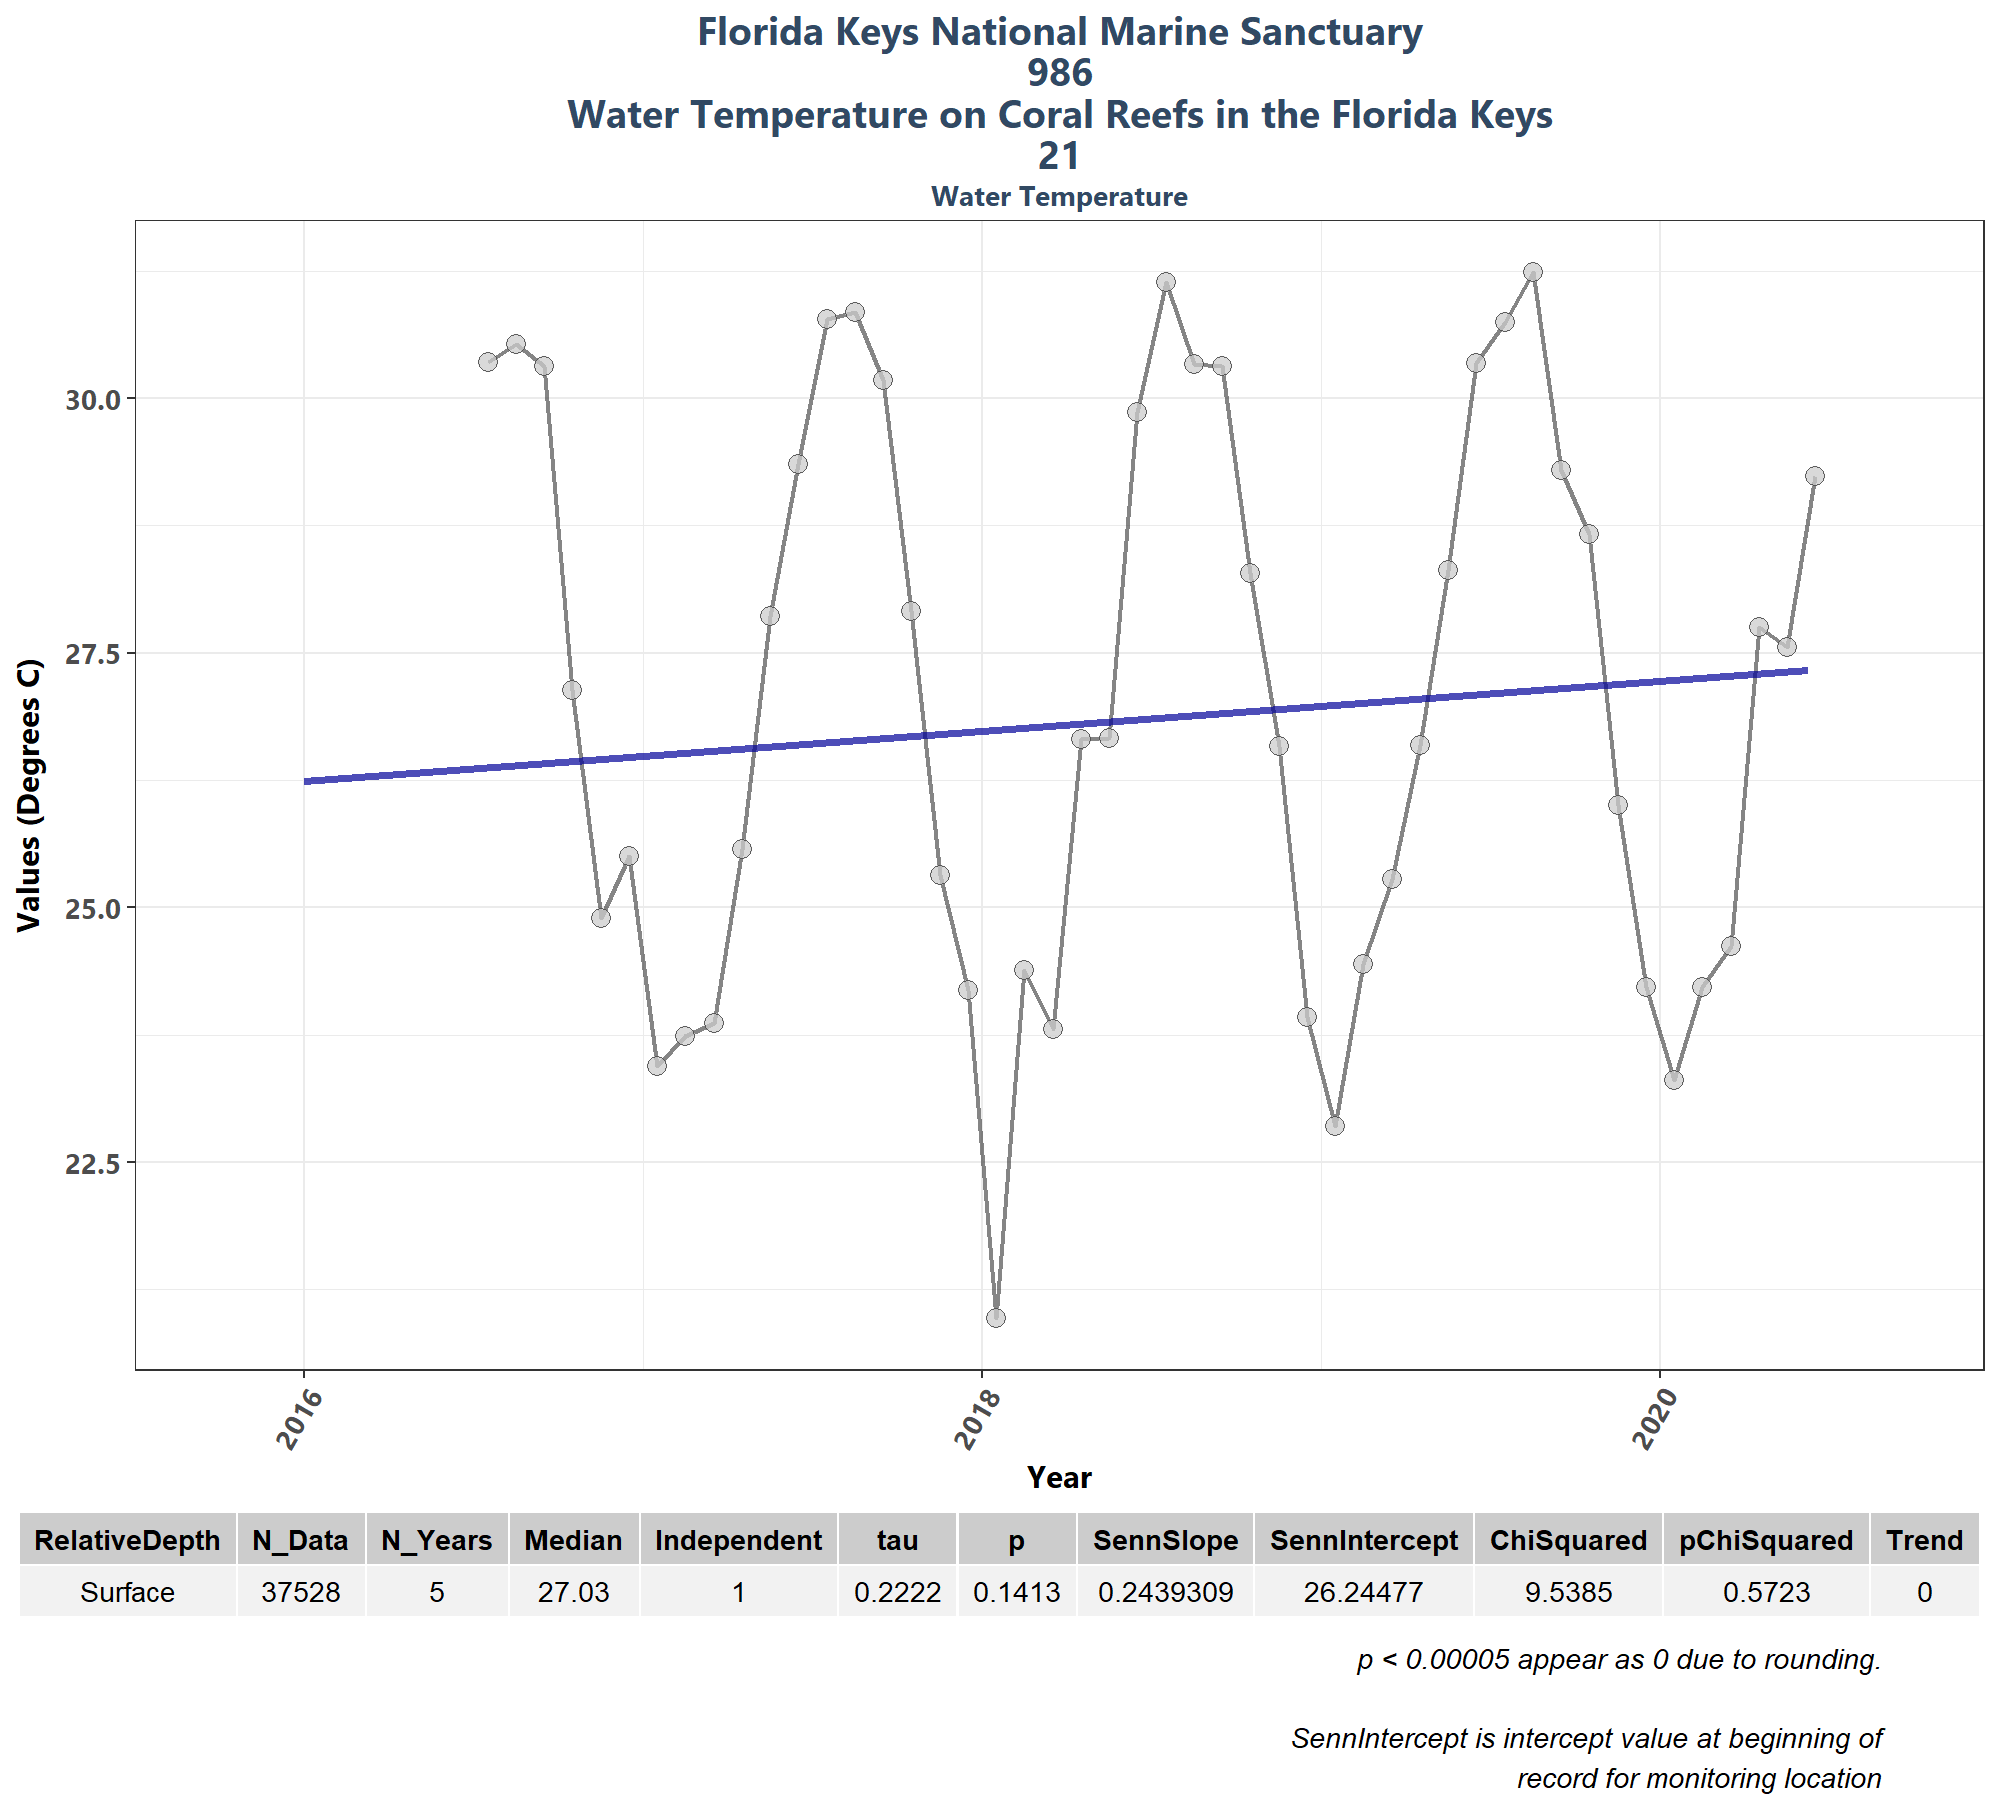 Florida Keys National Marine Sanctuary
986
Water Temperature on Coral Reefs in the Florida Keys
21
Water Temperature
Values (Degrees C)
30.0
27.5
25.0
22.5
2016
2018
2020
Year
RelativeDepth N_Data N_Years Median Independent tau p SennSlope SennIntercept ChiSquared pChiSquared Trend
Surface 37528 5 27.03 1 0.2222 0.1413 0.2439309 26.24477 9.5385 0.5723 0
p < 0.00005 appear as 0 due to rounding.
SennIntercept is intercept value at beginning of
record for monitoring location